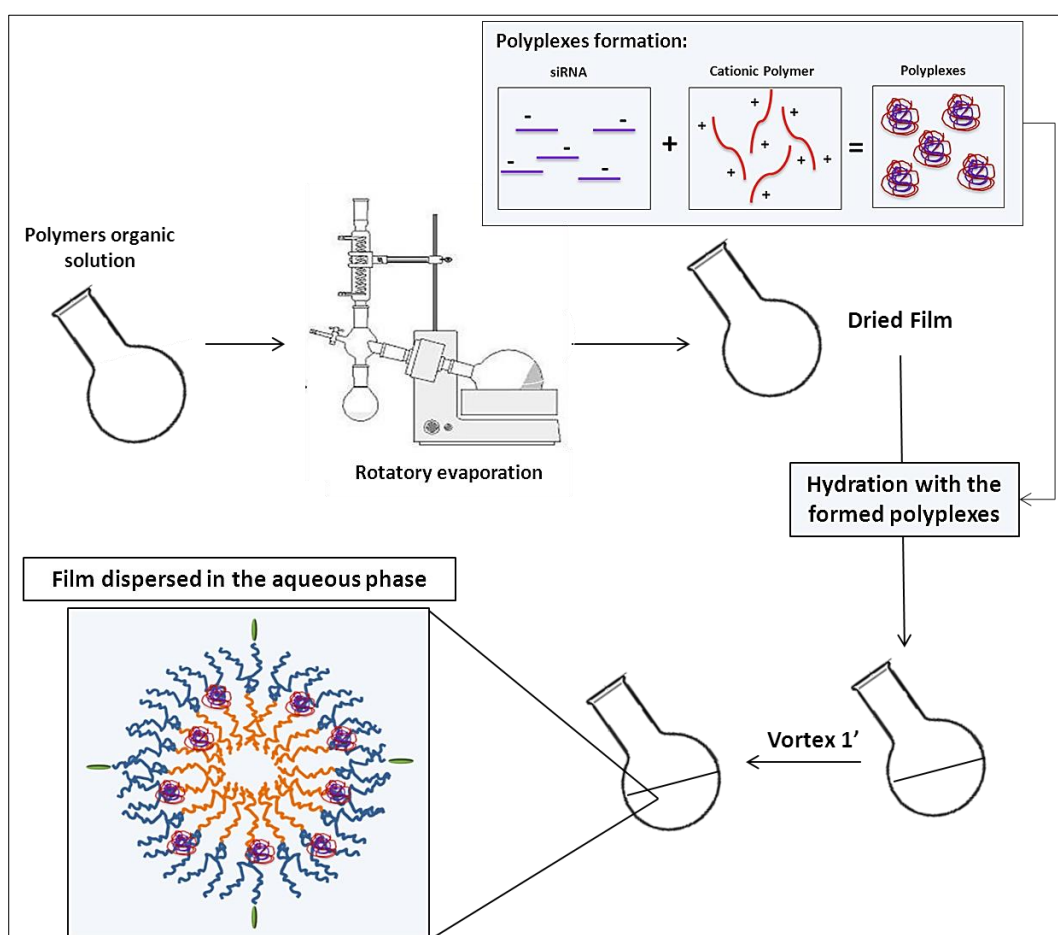 Polyplexes formation:
siRNA
Cationic Polymer
Polyplexes
- - - - -
+
+ + + + + + + +
=
Polymers organic
solution
Rotatory evaporation
Dried Film
Hydration with the
formed polyplexes
Vortex 1’
Film dispersed in the aqueous phase